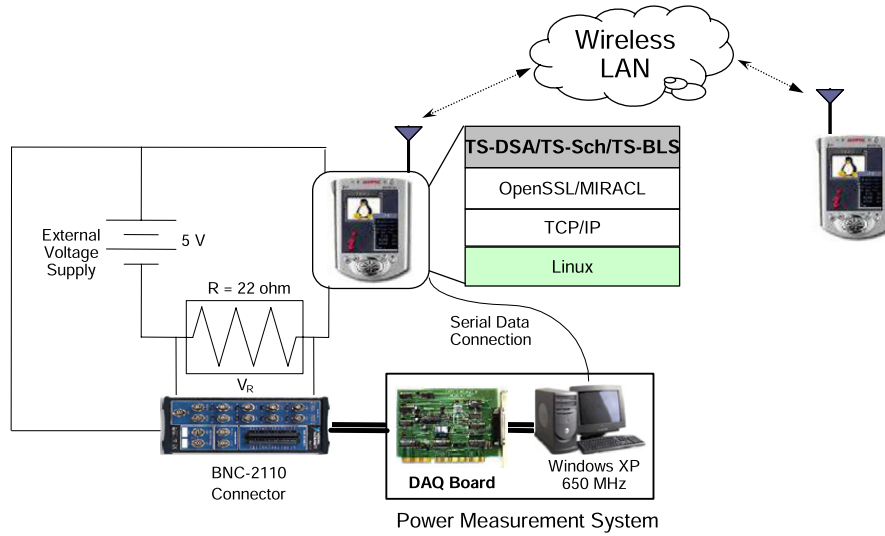 Wireless
LAN
TS-DSA/TS-Sch/TS-BLS
OpenSSL/MIRACL
TCP/IP
Linux
External
Voltage
Supply
5 V
R = 22 ohm
VR
Serial Data
Connection
BNC-2110
Connector
DAQ Board
Windows XP
650 MHz
Power Measurement System